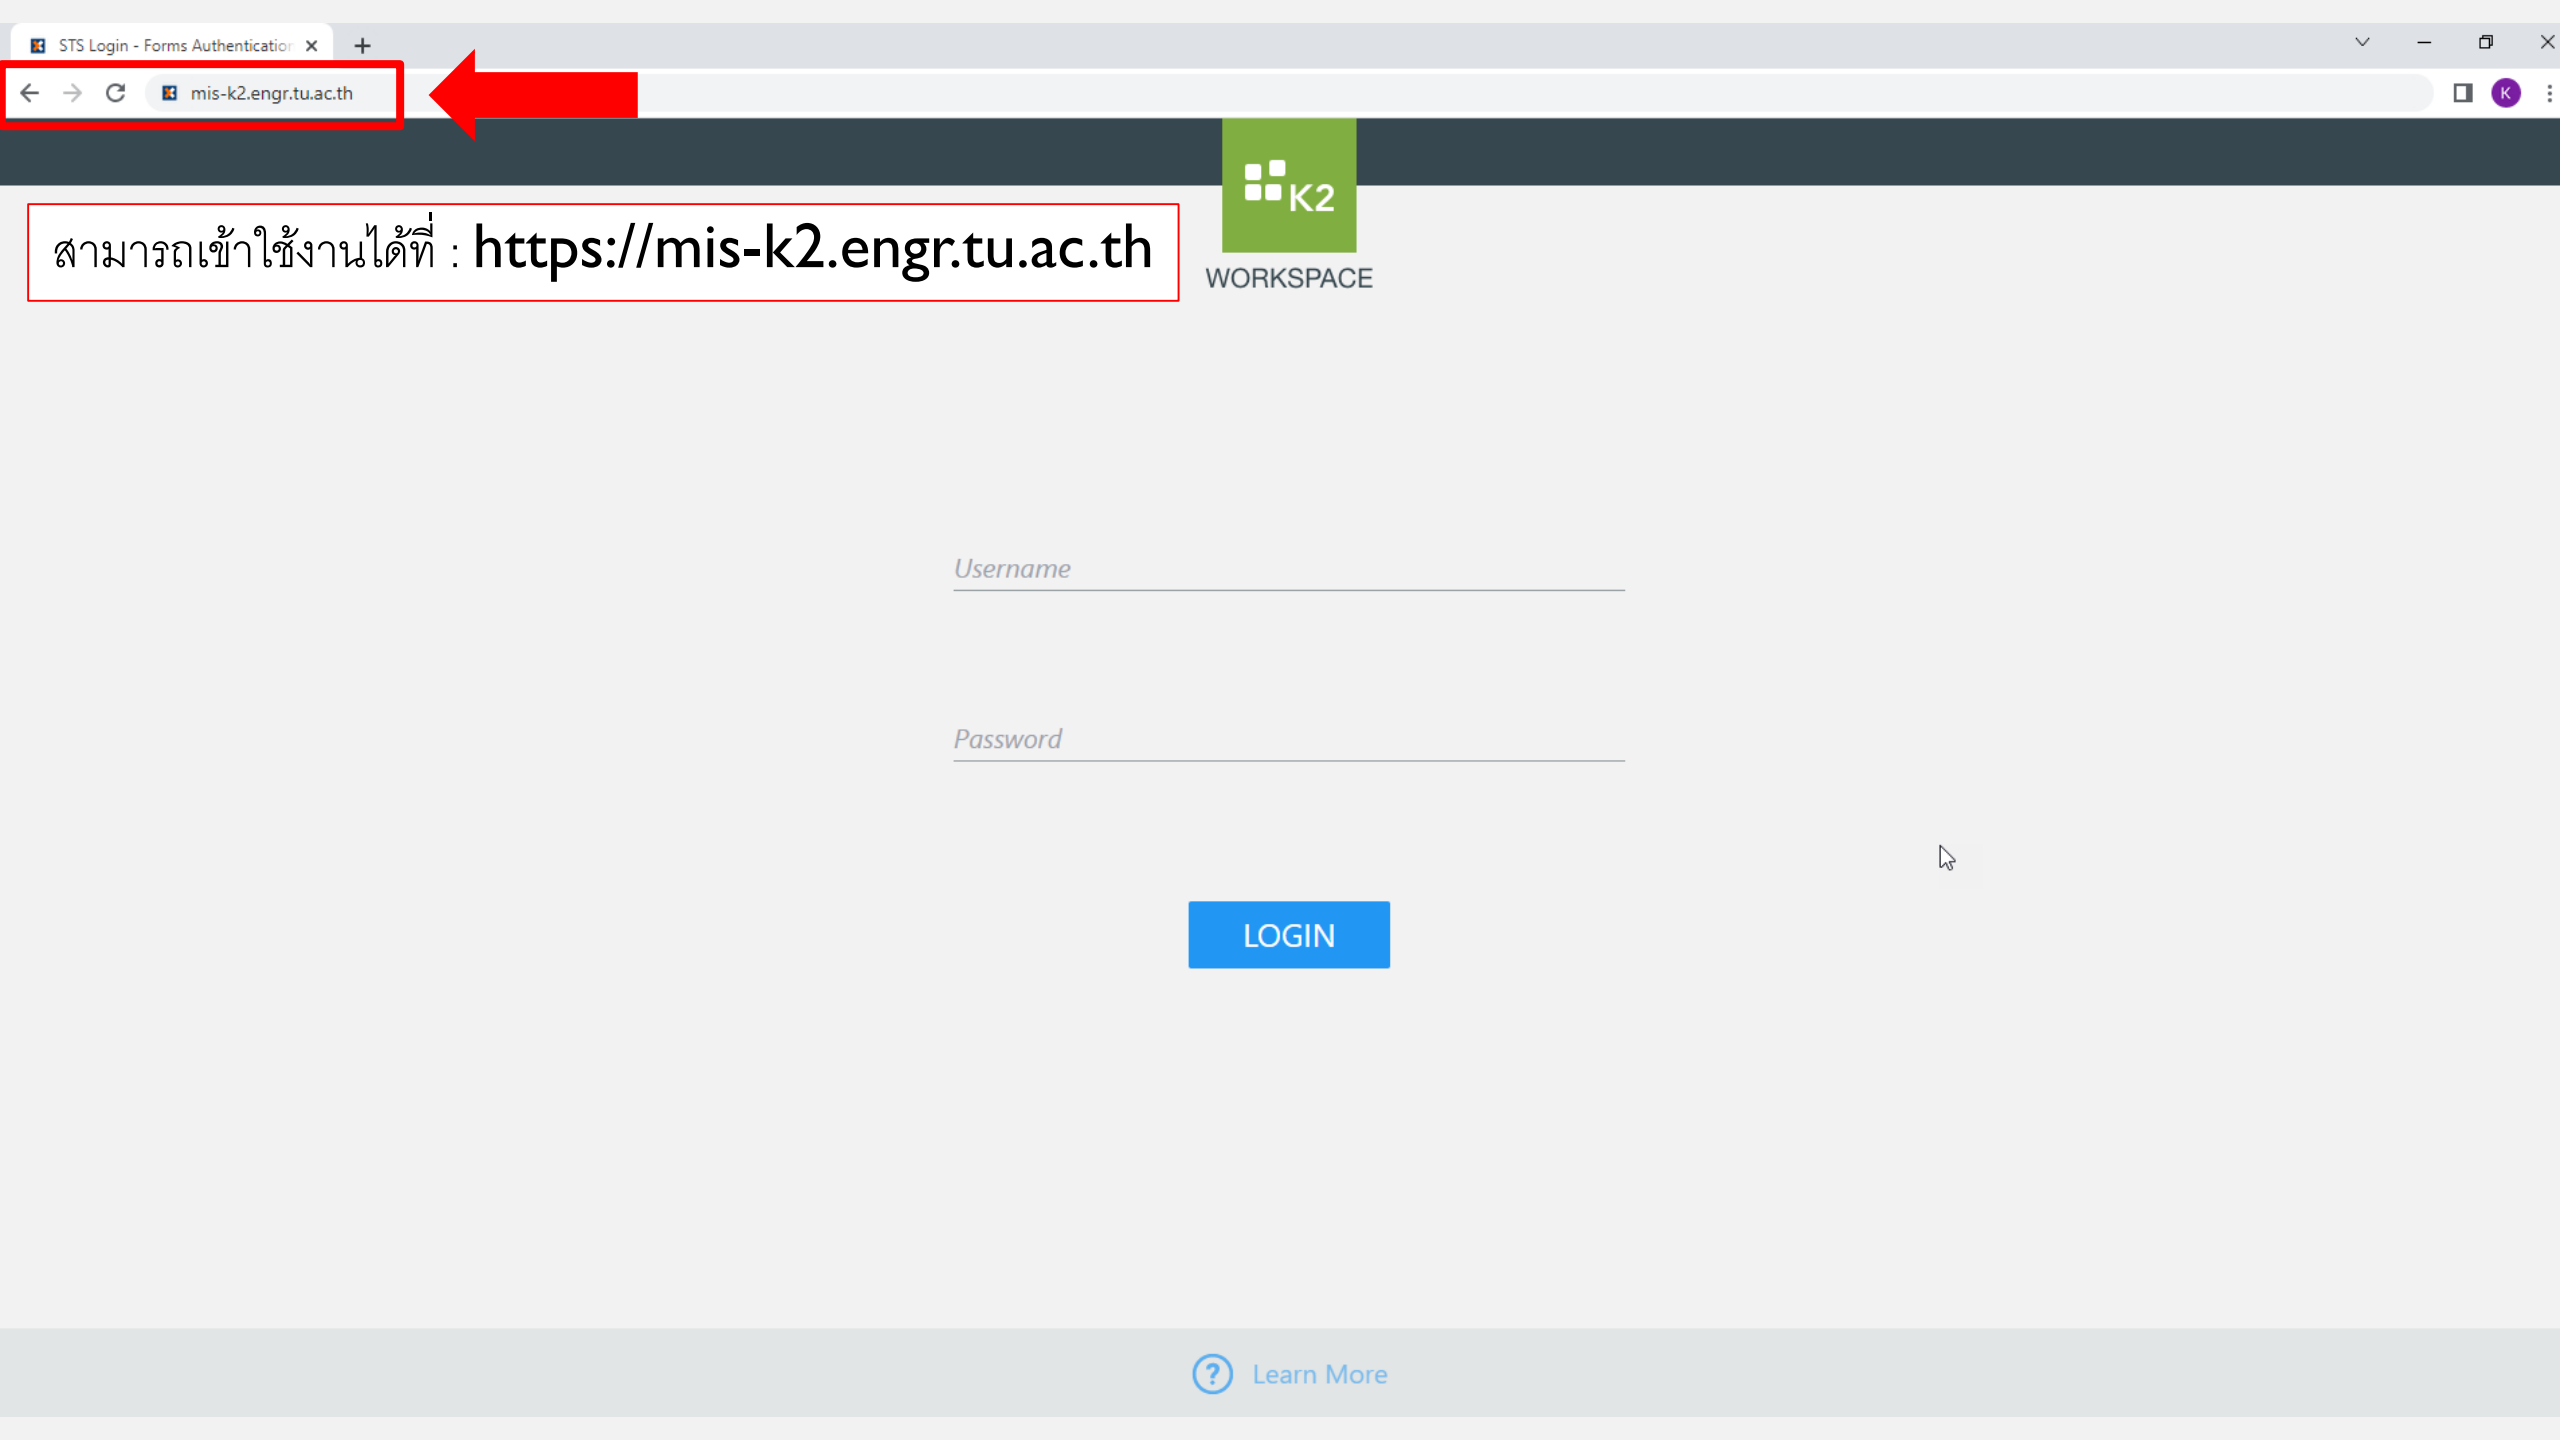 STS Login - Forms Authentication
mis-k2.engr.tu.ac.th
K
K2
สามารถเข้าใช้งานได้ที่ : https://mis-k2.engr.tu.ac.th
WORKSPACE
Username
Password
LOGIN
? Learn More